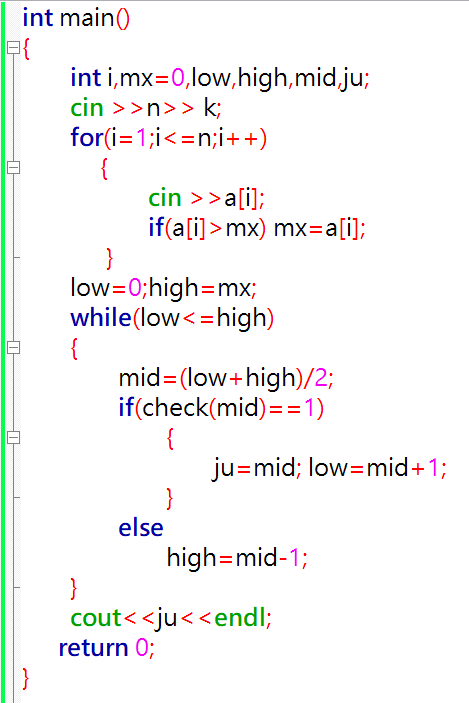 int main()
{
int i,mx=0,low,high,mid,ju;
cin >>n>> k;
for(i=1;i<=n;i++)
{
cin >>a[i];
if(a[i]>mx) mx=a[i];
}
low=0;high=mx;
while(low<=high)
{
mid=(low+high)/2;
if(check(mid)==1)
{
ju=mid; low=mid+1;
}
else
high=mid-1;
}
cout<<ju<<endl;
return 0;
}